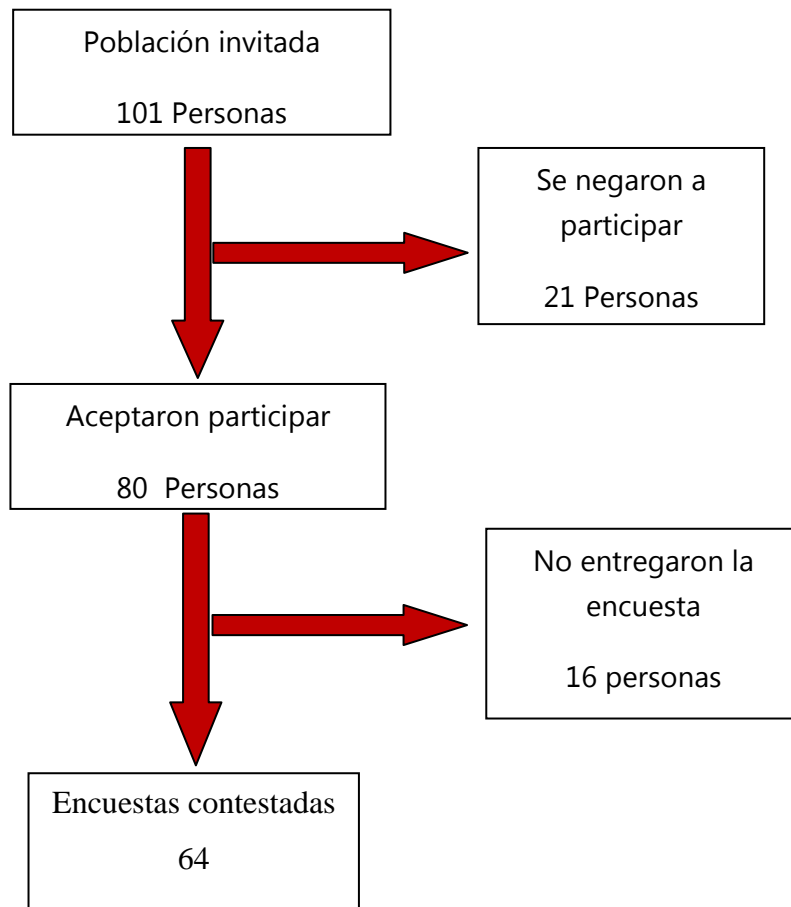 Población invitada
101 Personas
Se negaron a
participar
21 Personas
Aceptaron participar
80 Personas
No entregaron la
encuesta
16 personas
Encuestas contestadas
64